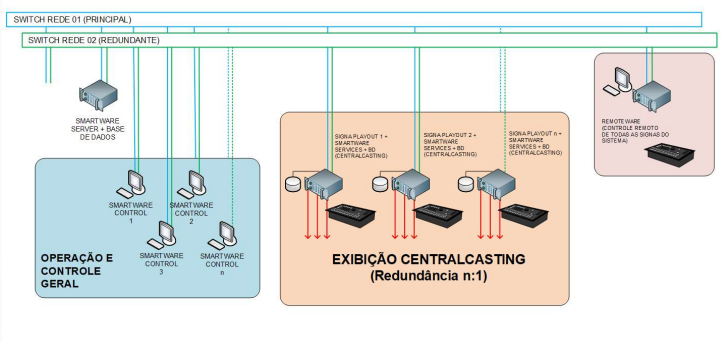 SWITCH REDE 01 (PRINCIPAL)
SWITCH REDE 02 (REDUNDANTE)
SMARTWARE
SERVER + BASE
DE DADOS
SMARTWARE
CONTROL
1
SMARTWARE
CONTROL
2
SMARTWARE
CONTROL
3
SMARTWARE
CONTROL
n
OPERAÇÃO E
CONTROLE
GERAL
SIGNA PLAYOUT 1 +
SMARTWARE
SERVICES + BD
(CENTRALCASTING)
SIGNA PLAYOUT 2 +
SMARTWARE
SERVICES + BD
(CENTRALCASTING)
SIGNA PLAYOUT n +
SMARTWARE
SERVICES + BD
(CENTRALCASTING)
EXIBIÇÃO CENTRALCASTING
(Redundância n:1)
REMOTEWARE
(CONTROLE REMOTO
DE TODAS AS SIGNAS DO
SISTEMA)